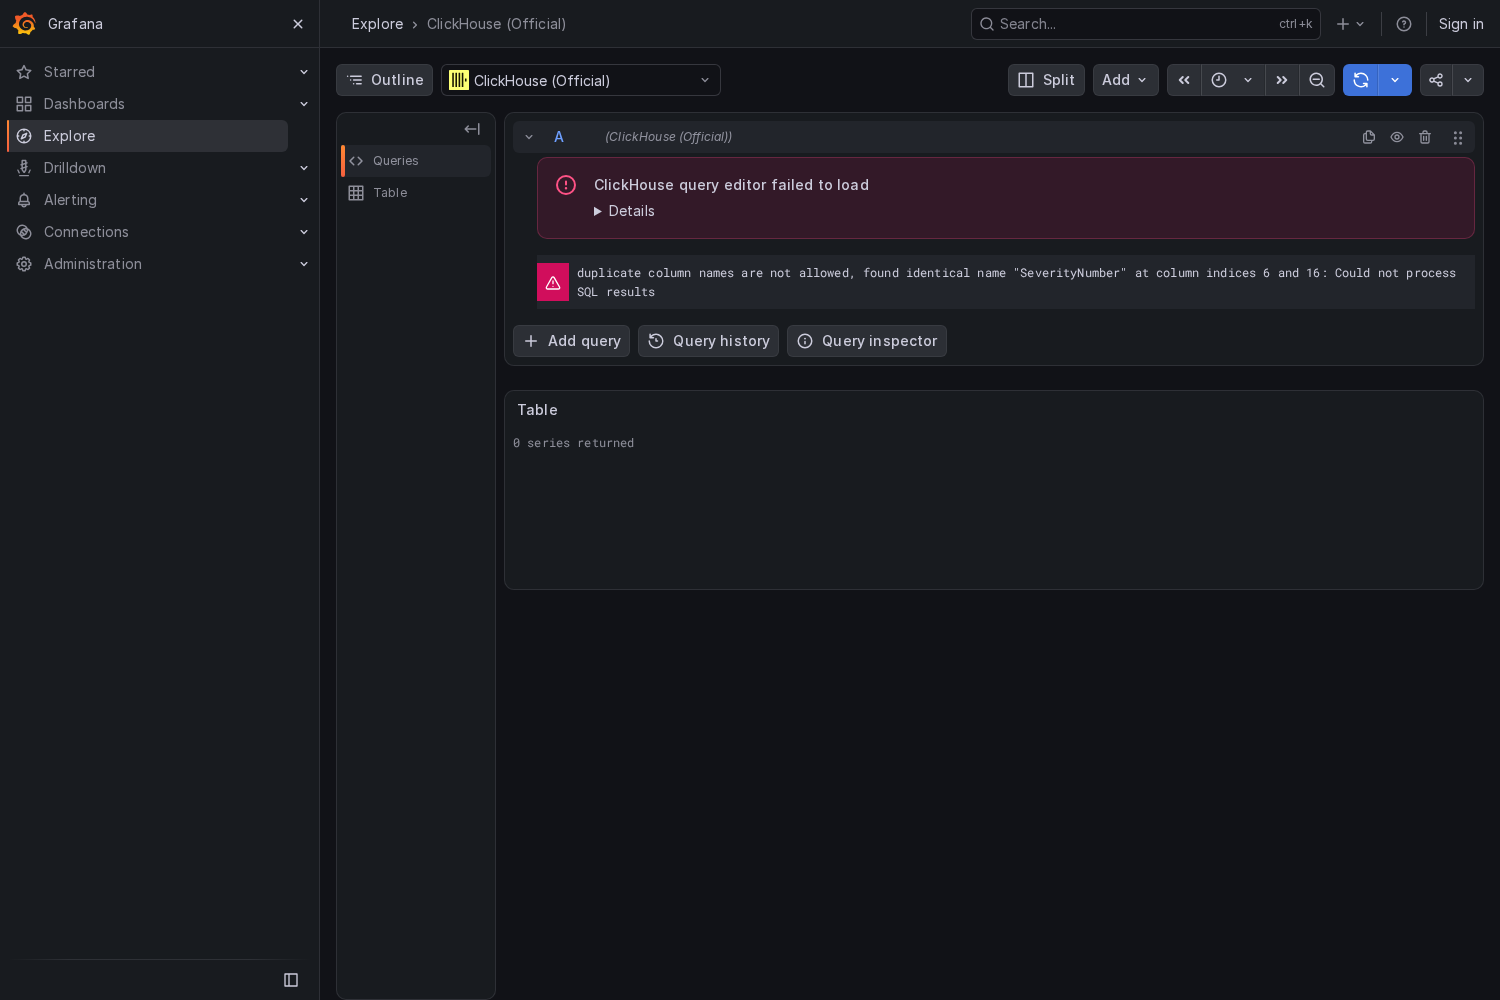 Grafana
Explore
ClickHouse (Official)
Search...
ctrl+k
Sign in
Starred
Dashboards
Explore
Drilldown
Alerting
Connections
Administration
Outline
ClickHouse (Official)
Split
Add
Queries
Table
A
(ClickHouse (Official))
ClickHouse query editor failed to load
Details
duplicate column names are not allowed, found identical name "SeverityNumber" at column indices 6 and 16: Could not process
SQL results
Add query
Query history
Query inspector
Table
0 series returned